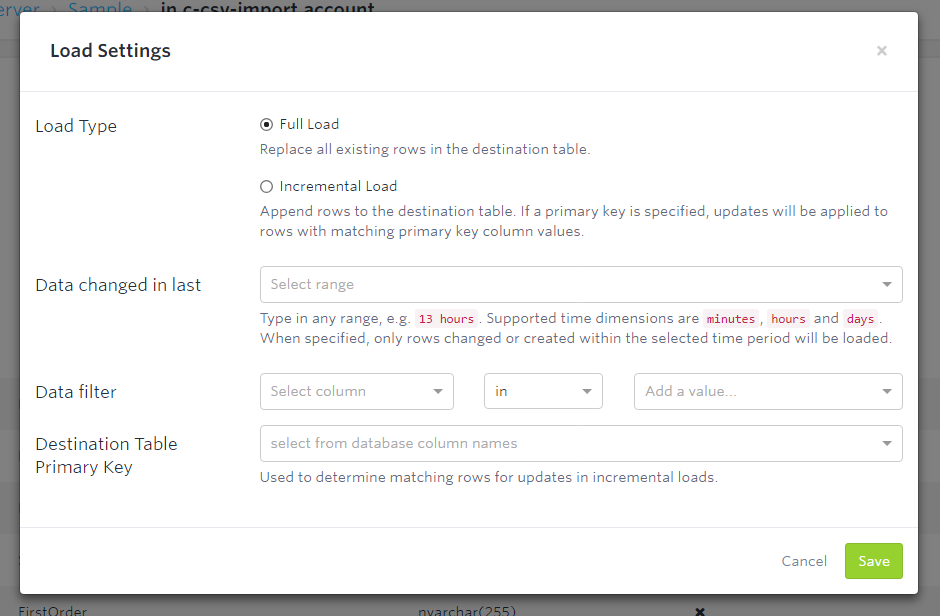 Server > Sample > in.c-csv-import.account
Load Settings
×
Load Type
Full Load
Replace all existing rows in the destination table.
Incremental Load
Append rows to the destination table. If a primary key is specified, updates will be applied to
rows with matching primary key column values.
Data changed in last
Select range
Type in any range, e.g. 13 hours. Supported time dimensions are minutes, hours and days.
When specified, only rows changed or created within the selected time period will be loaded.
Data filter
Select column
in
Add a value...
Destination Table
Primary Key
select from database column names
Used to determine matching rows for updates in incremental loads.
Cancel
Save
FirstOrder
nvarchar(255)